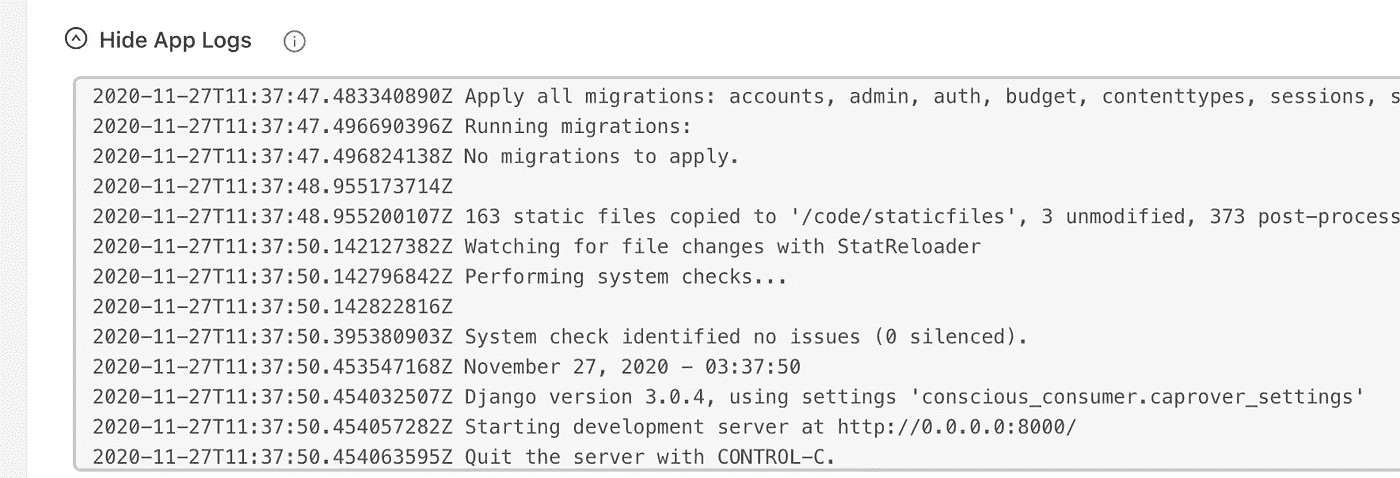 Hide App Logs
2020-11-27T11:37:47.483340890Z Apply all migrations: accounts, admin, auth, budget, contenttypes, sessions,
2020-11-27T11:37:47.496690396Z Running migrations:
2020-11-27T11:37:47.496824138Z No migrations to apply.
2020-11-27T11:37:48.955173714Z
2020-11-27T11:37:48.955200107Z 163 static files copied to '/code/staticfiles', 3 unmodified, 373 post-process
2020-11-27T11:37:50.142127382Z Watching for file changes with StatReloader
2020-11-27T11:37:50.142796842Z Performing system checks...
2020-11-27T11:37:50.142822816Z
2020-11-27T11:37:50.395380903Z System check identified no issues (0 silenced).
2020-11-27T11:37:50.453547168Z November 27, 2020 - 03:37:50
2020-11-27T11:37:50.454032507Z Django version 3.0.4, using settings 'conscious_consumer.caprover_settings'
2020-11-27T11:37:50.454057282Z Starting development server at http://0.0.0.0:8000/
2020-11-27T11:37:50.454063595Z Quit the server with CONTROL-C.